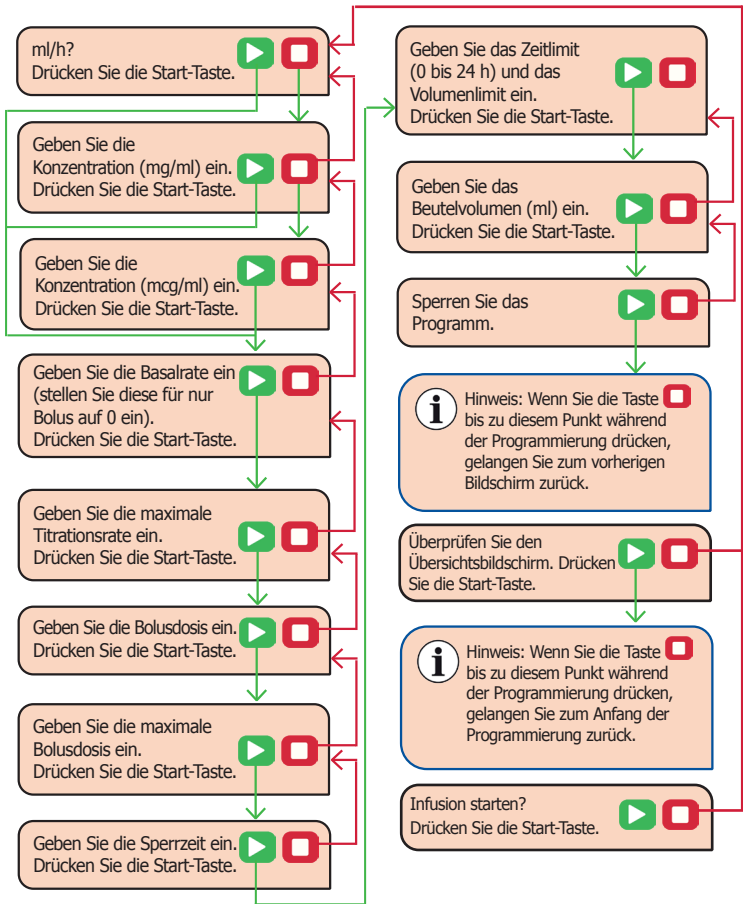 ml/h?
Drücken Sie die Start-Taste.
Geben Sie die
Konzentration (mg/ml) ein.
Drücken Sie die Start-Taste.
Geben Sie die
Konzentration (mcg/ml) ein.
Drücken Sie die Start-Taste.
Geben Sie die Basalrate ein
(stellen Sie diese für nur
Bolus auf 0 ein).
Drücken Sie die Start-Taste.
Geben Sie die maximale
Titrationsrate ein.
Drücken Sie die Start-Taste.
Geben Sie die Bolusdosis ein.
Drücken Sie die Start-Taste.
Geben Sie die maximale
Bolusdosis ein.
Drücken Sie die Start-Taste.
Geben Sie die Sperrzeit ein.
Drücken Sie die Start-Taste.
Geben Sie das Zeitlimit
(0 bis 24 h) und das
Volumenlimit ein.
Drücken Sie die Start-Taste.
Geben Sie das
Beutelvolumen (ml) ein.
Drücken Sie die Start-Taste.
Sperren Sie das
Programm.
i
Hinweis: Wenn Sie die Taste
bis zu diesem Punkt während
der Programmierung drücken,
gelangen Sie zum vorherigen
Bildschirm zurück.
Überprüfen Sie den
Übersichtsbildschirm. Drücken
Sie die Start-Taste.
i
Hinweis: Wenn Sie die Taste
bis zu diesem Punkt während
der Programmierung drücken,
gelangen Sie zum Anfang der
Programmierung zurück.
Infusion starten?
Drücken Sie die Start-Taste.